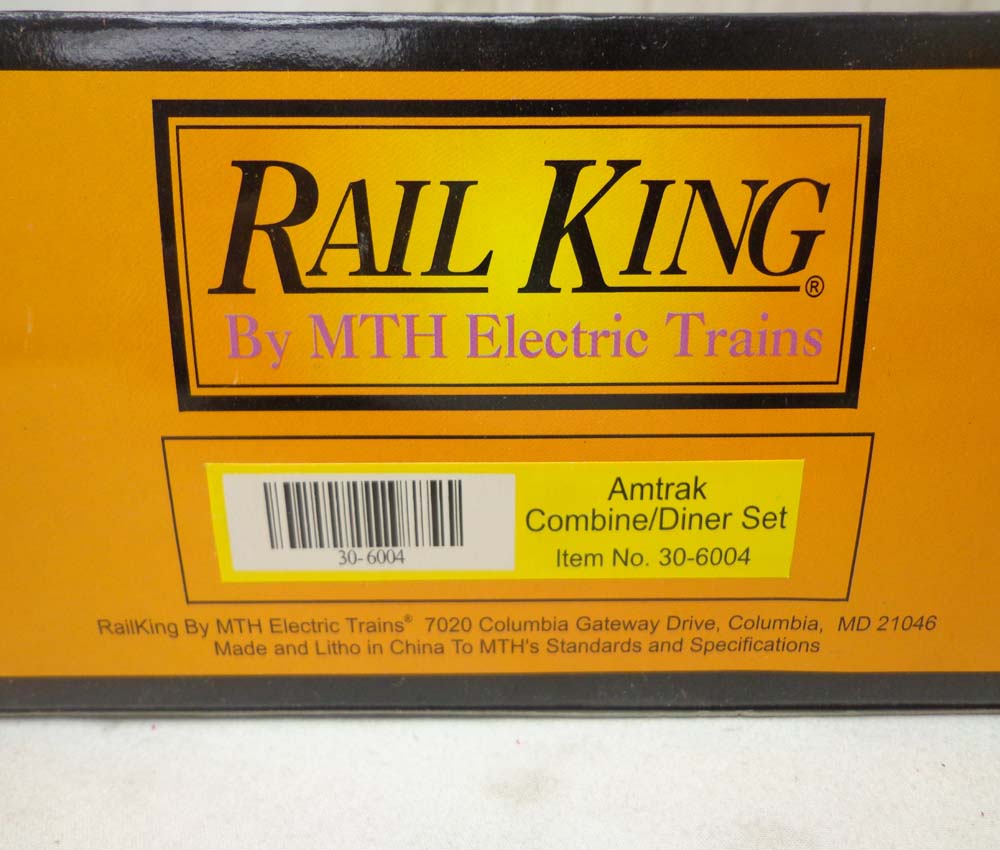 RAIL KING®
By MTH Electric Trains
30-6004
Amtrak
Combine/Diner Set
Item No. 30-6004
RailKing By MTH Electric Trains® 7020 Columbia Gateway Drive, Columbia, MD 21046
Made and Litho in China To MTH's Standards and Specifications